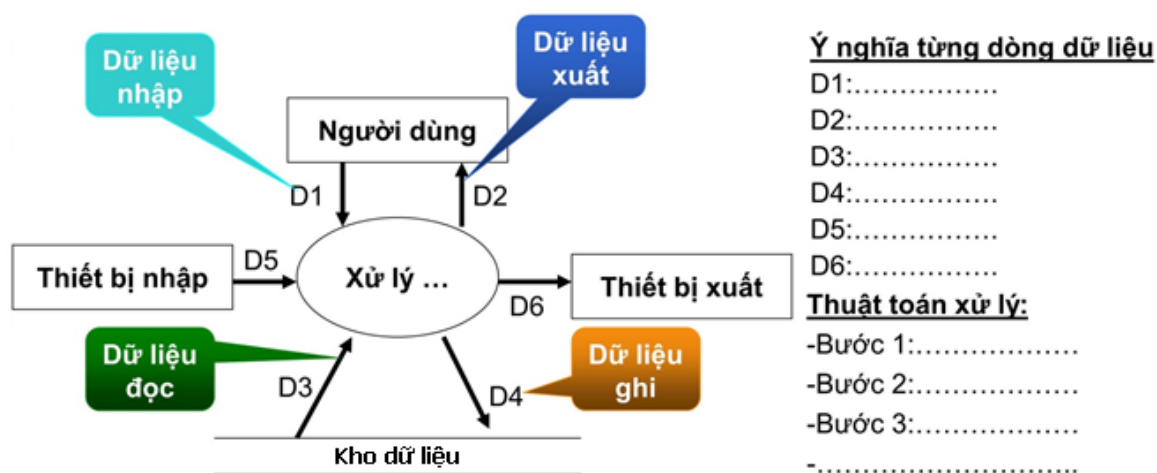 Dữ liệu
nhập
Dữ liệu
xuất
Người dùng
D1
D2
Thiết bị nhập
D5
Xử lý ...
D6
Thiết bị xuất
Dữ liệu
đọc
D3
D4
Dữ liệu
ghi
Kho dữ liệu
Ý nghĩa từng dòng dữ liệu
D1:................
D2:................
D3:................
D4:................
D5:................
D6:................
Thuật toán xử lý:
-Bước 1:..................
-Bước 2:..................
-Bước 3:..................
-.............................